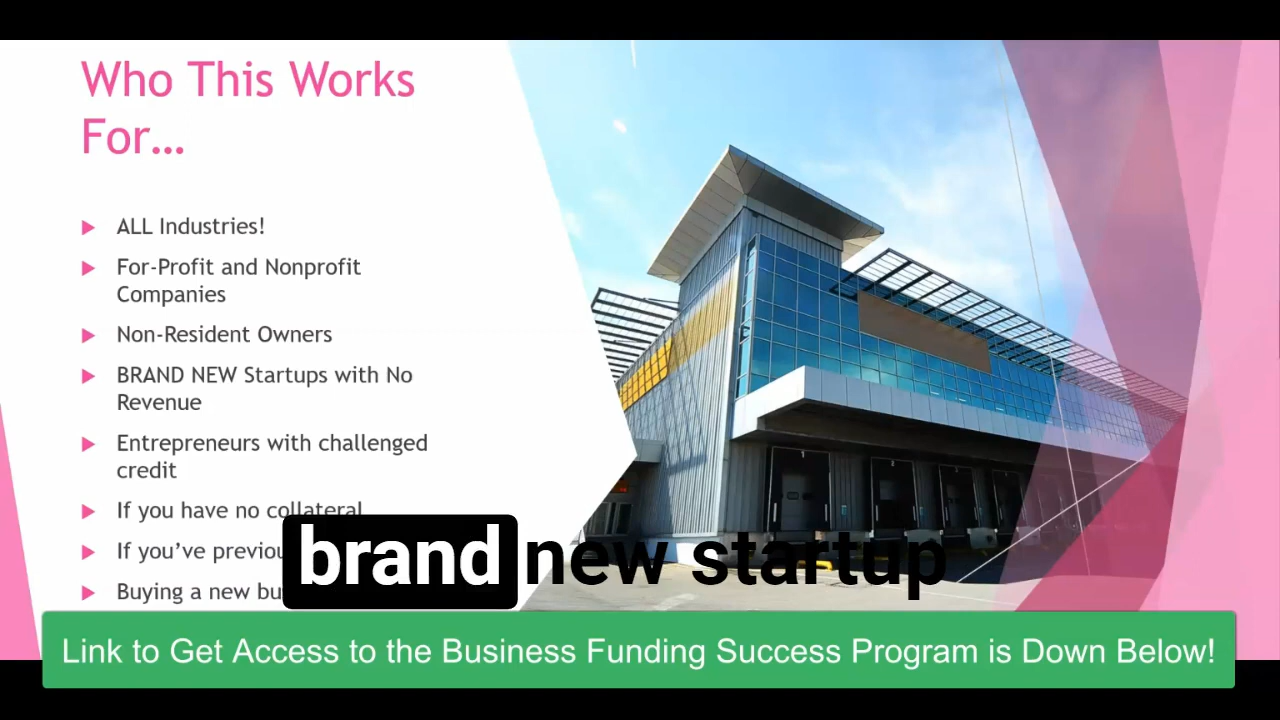 Who This Works
For...
ALL Industries!
For-Profit and Nonprofit
Companies
Non-Resident Owners
BRAND NEW Startups with No
Revenue
Entrepreneurs with challenged
credit
If you have no collateral
If you've
Buying a new
brand new startup
Link to Get Access to the Business Funding Success Program is Down Below!